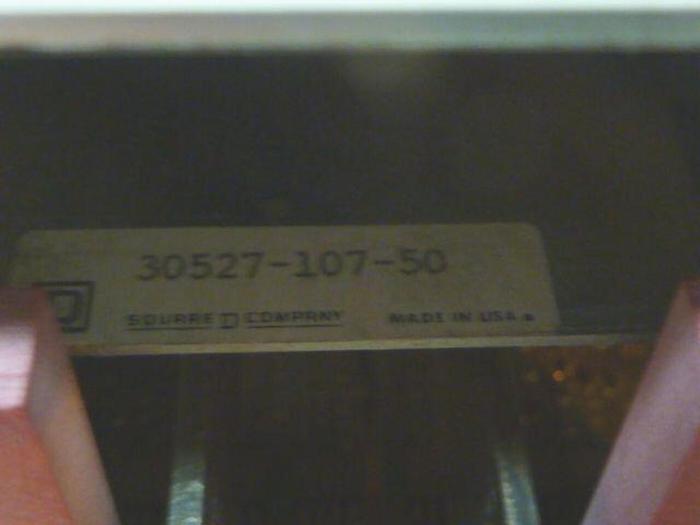 30527-107-50
D
SQUARE D COMPANY MADE IN USA